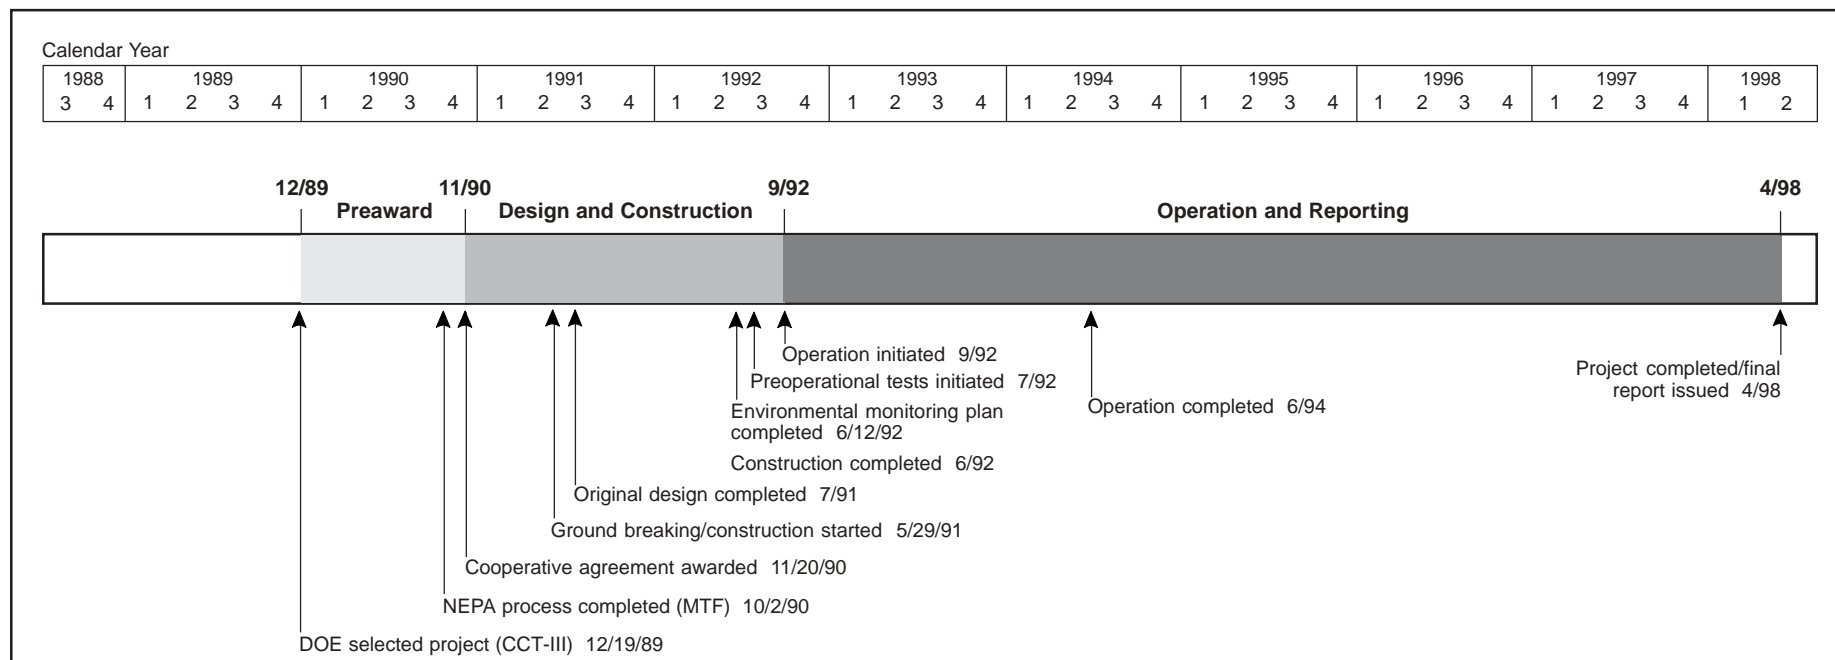 Calendar Year
1988 1989 1990 1991 1992 1993 1994 1995 1996 1997 1998
3 4 1 2 3 4 1 2 3 4 1 2 3 4 1 2 3 4 1 2 3 4 1 2 3 4 1 2 3 4 1 2 3 4 1 2 3 4 1 2
12/89 11/90 9/92 4/98
Preaward Design and Construction Operation and Reporting
Operation initiated 9/92
Preoperational tests initiated 7/92
Environmental monitoring plan
completed 6/12/92
Construction completed 6/92
Operation completed 6/94
Project completed/final
report issued 4/98
Original design completed 7/91
Ground breaking/construction started 5/29/91
Cooperative agreement awarded 11/20/90
NEPA process completed (MTF) 10/2/90
DOE selected project (CCT-III) 12/19/89